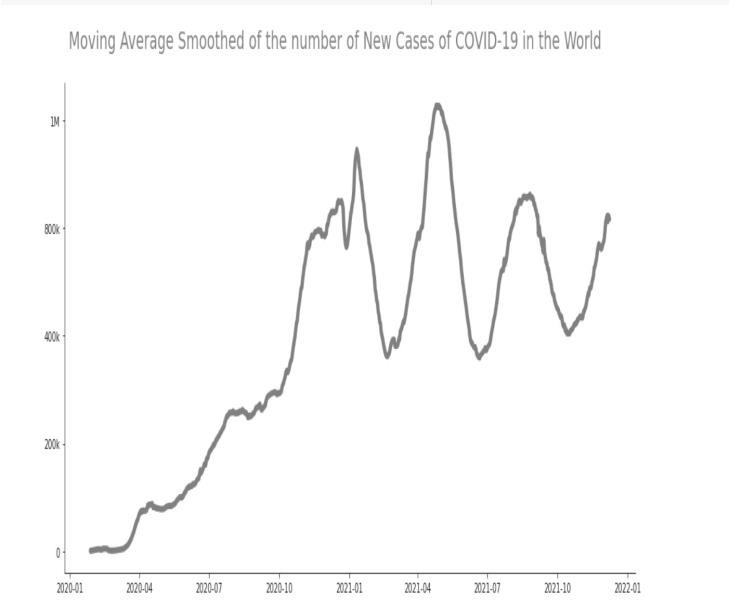 Moving Average Smoothed of the number of New Cases of COVID-19 in the World
1M
800k
400k
200k
0
2020-01 2020-04 2020-07 2020-10 2021-01 2021-04 2021-07 2021-10 2022-01